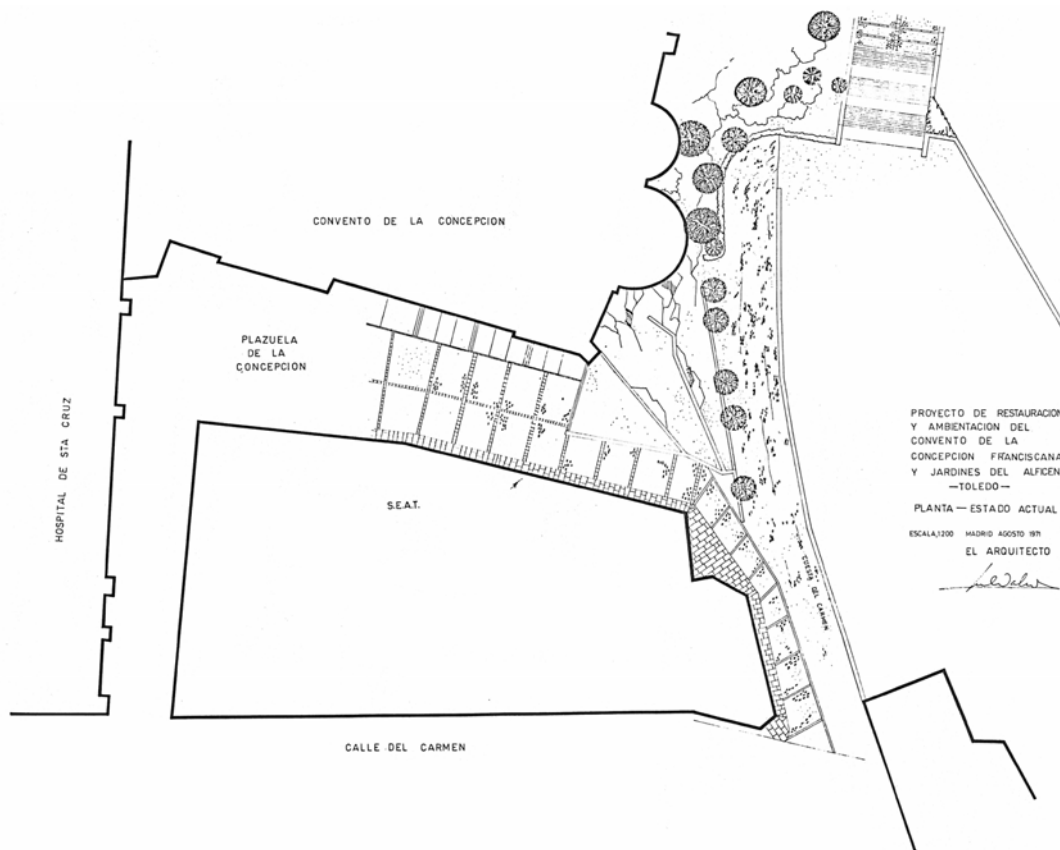 CONVENTO DE LA CONCEPCION
PLAZUELA
DE LA
CONCEPCION
HOSPITAL DE STA CRUZ
S.E.A.T.
CUESTA DEL CARMEN
CALLE DEL CARMEN
PROYECTO DE RESTAURACION
Y AMBIENTACION DEL
CONVENTO DE LA
CONCEPCION FRANCISCANA
Y JARDINES DEL ALFICEN
—TOLEDO—
PLANTA — ESTADO ACTUAL
ESCALA,1:200 MADRID AGOSTO 1971
EL ARQUITECTO